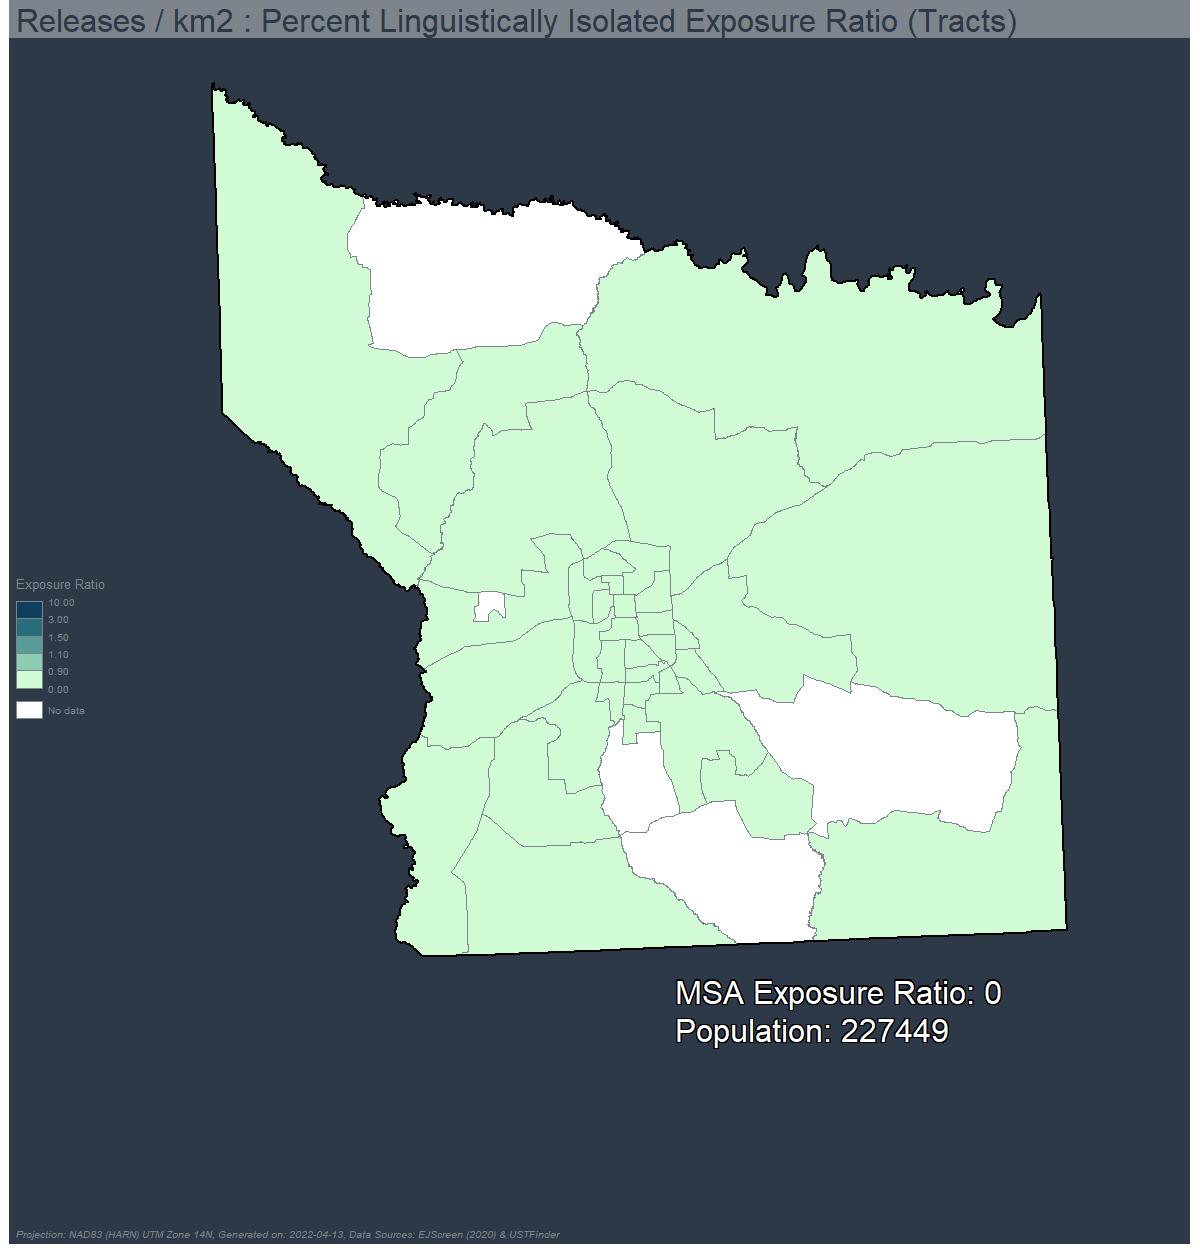 Releases / km2 : Percent Linguistically Isolated Exposure Ratio (Tracts)
Exposure Ratio
10.00
3.00
1.50
1.10
0.90
0.00
No data
MSA Exposure Ratio: 0
Population: 227449
Projection: NAD83 (HARN) UTM Zone 14N, Generated on: 2022-04-13, Data Sources: EJScreen (2020) & USTFinder